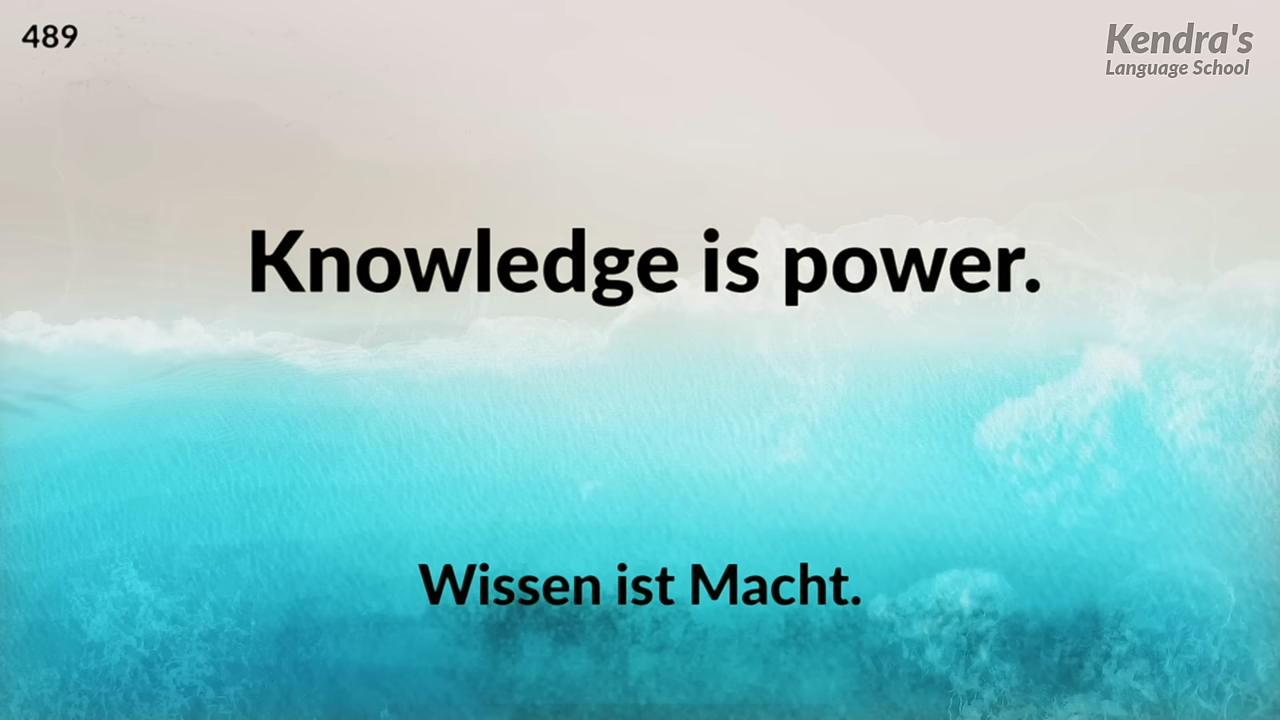 489
Kendra's
Language School
Knowledge is power.
Wissen ist Macht.